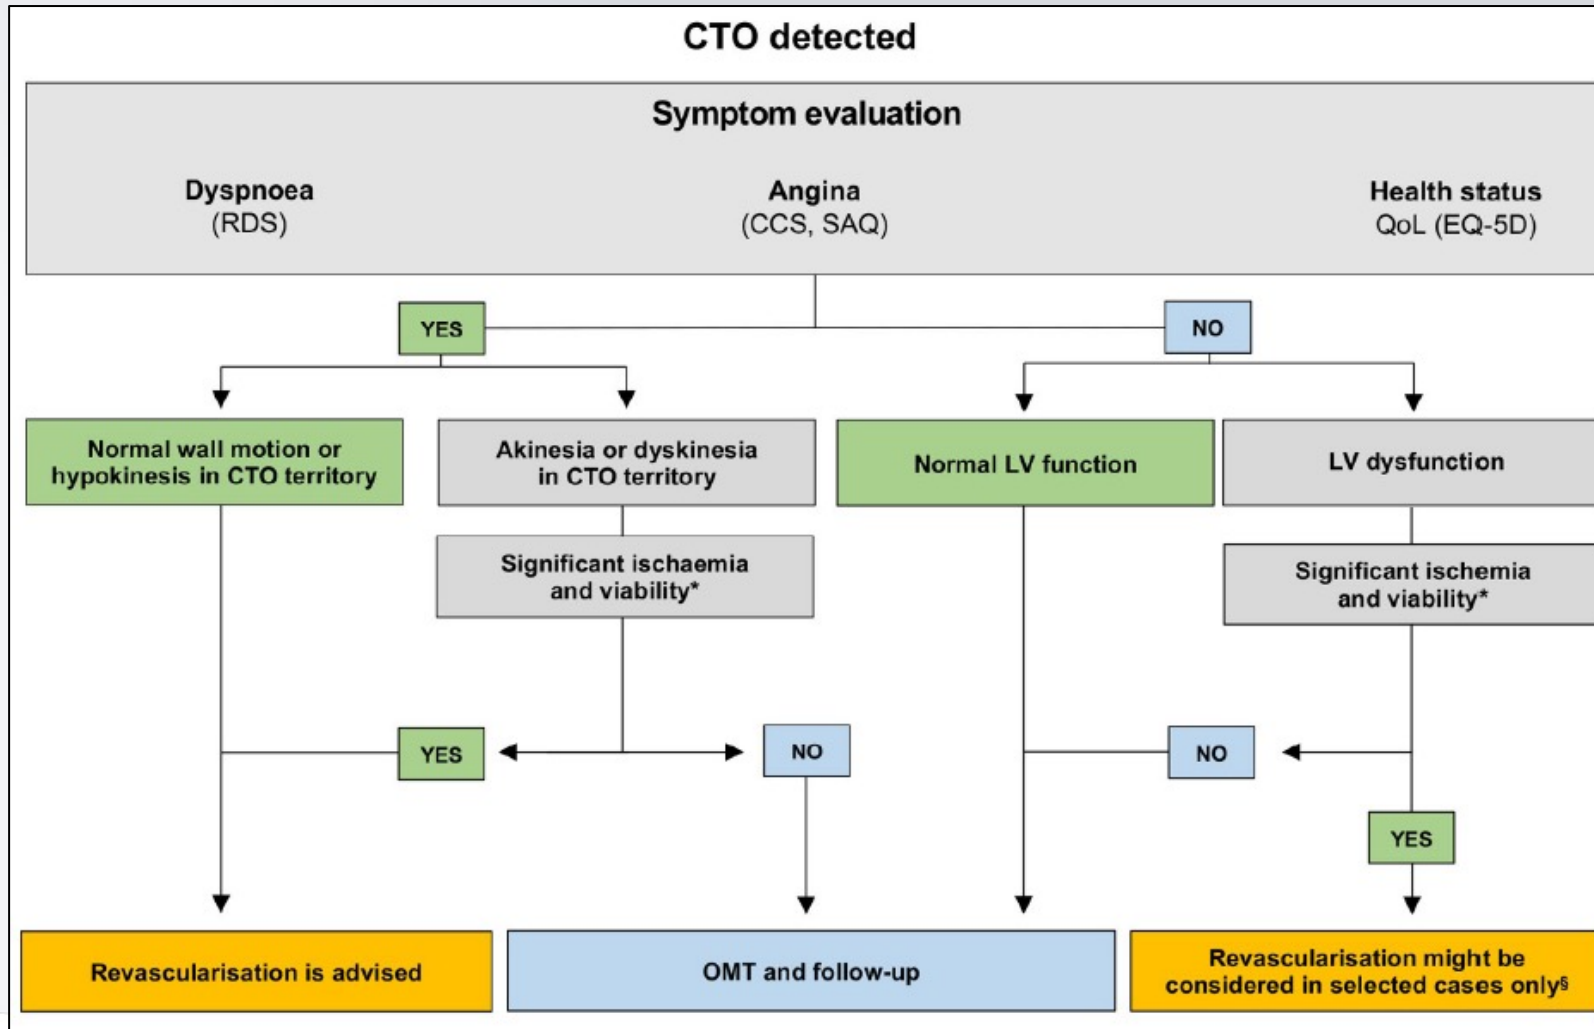 CTO detected
Symptom evaluation
Dyspnoea
(RDS)
Angina
(CCS, SAQ)
Health status
QoL (EQ-5D)
YES
NO
Normal wall motion or
hypokinesis in CTO territory
Akinesia or dyskinesia
in CTO territory
Normal LV function
LV dysfunction
Significant ischaemia
and viability*
Significant ischemia
and viability*
YES
NO
NO
YES
Revascularisation is advised
OMT and follow-up
Revascularisation might be
considered in selected cases only§